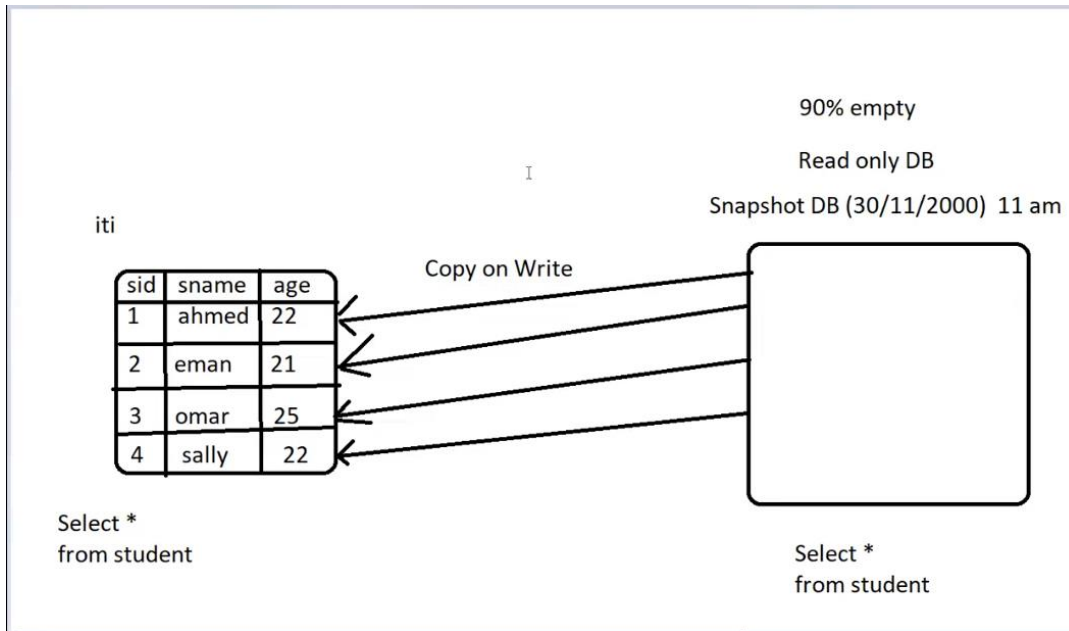 90% empty
Read only DB
Snapshot DB (30/11/2000) 11 am
iti
Copy on Write
sid sname age
1 ahmed 22
2 eman 21
3 omar 25
4 sally 22
Select *
from student
Select *
from student